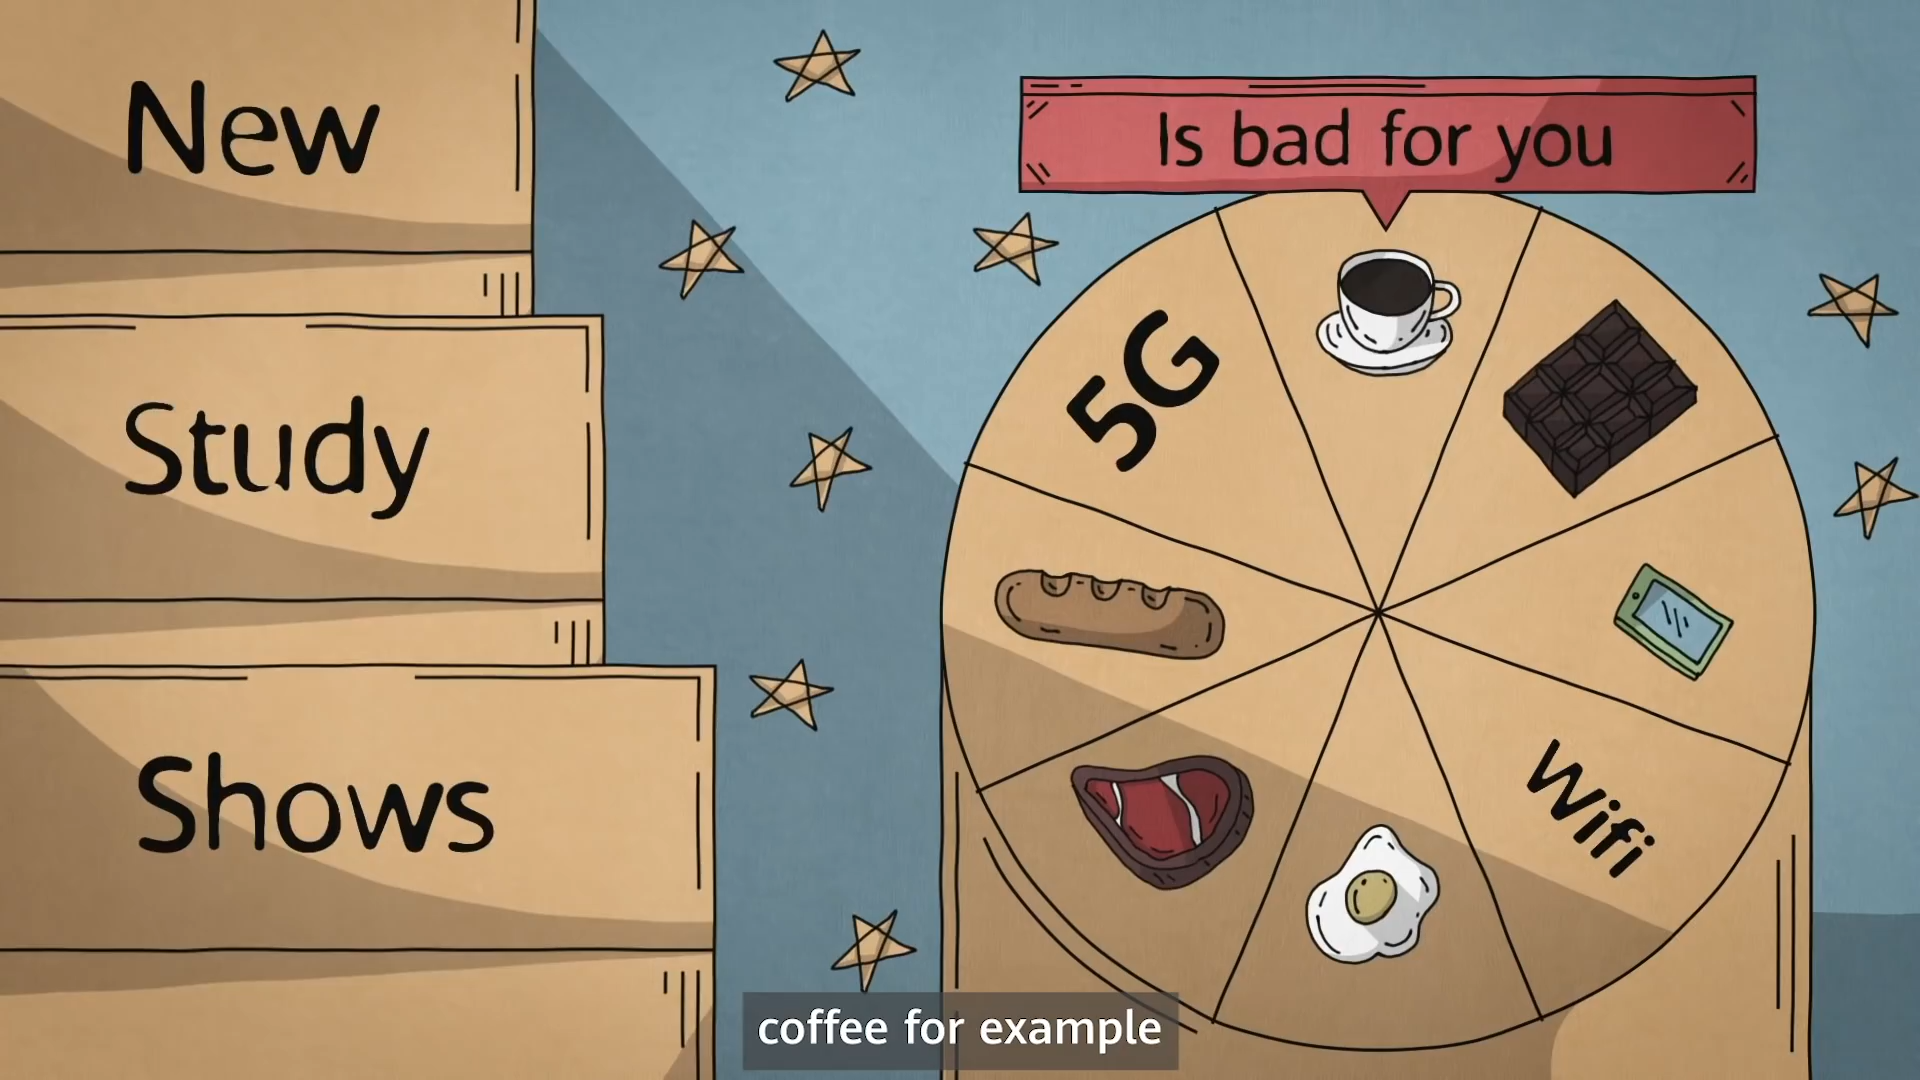 New
Study
Shows
Is bad for you
5G
Wifi
coffee for example